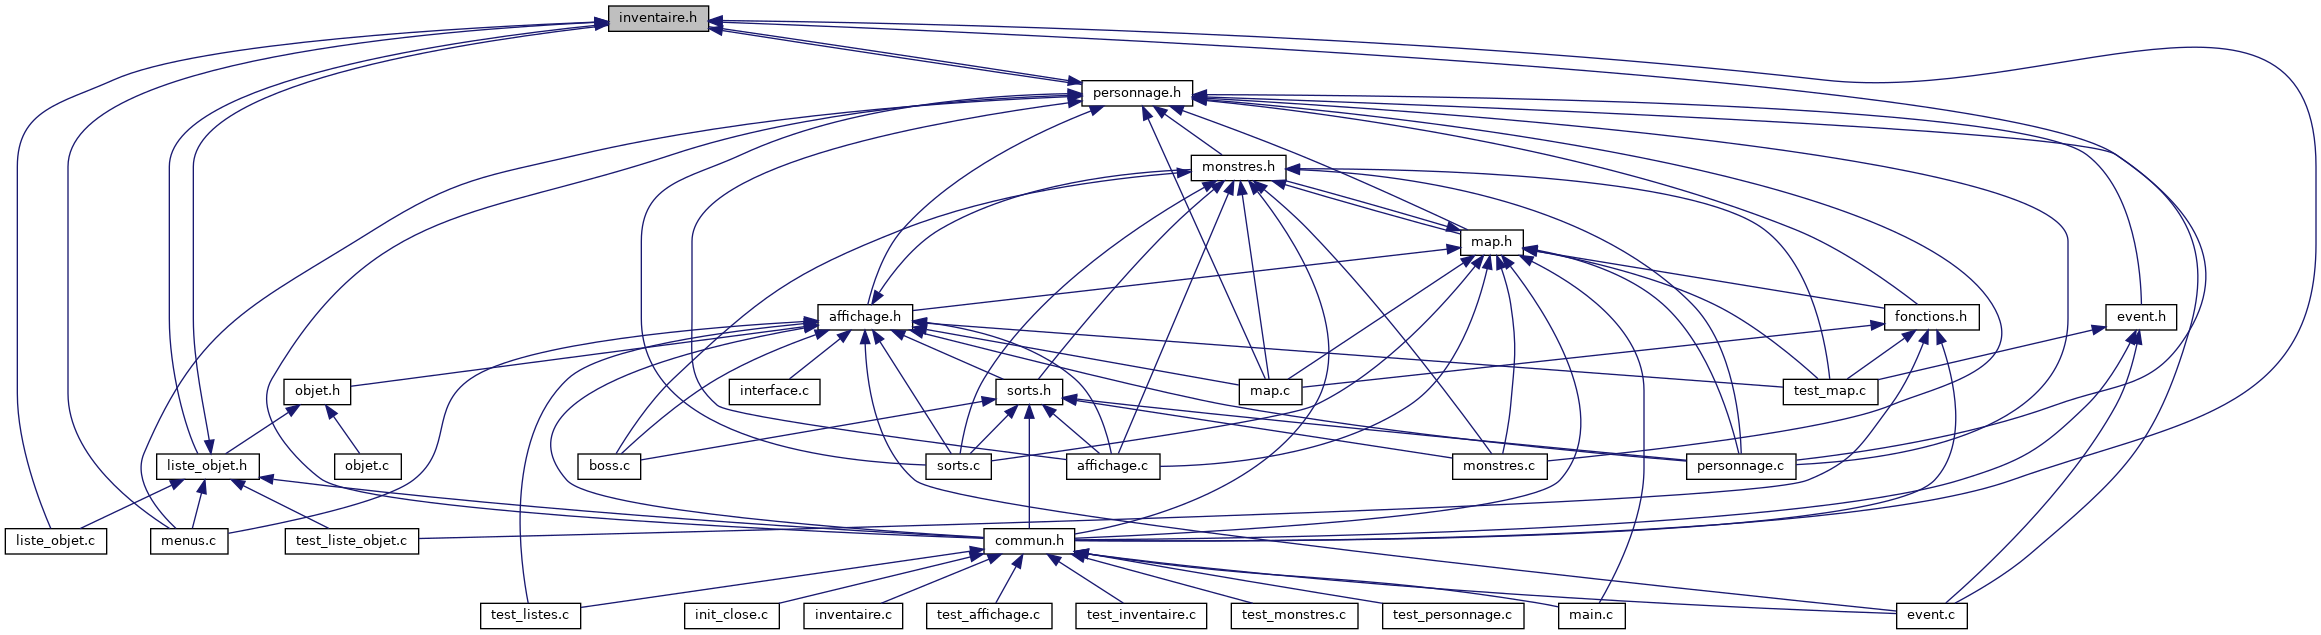 inventaire.h
personnage.h
monstres.h
map.h
affichage.h
fonctions.h
event.h
objet.h
interface.c
sorts.h
map.c
test_map.c
liste_objet.h
objet.c
boss.c
sorts.c
affichage.c
monstres.c
personnage.c
liste_objet.c
menus.c
test_liste_objet.c
commun.h
test_listes.c
init_close.c
inventaire.c
test_affichage.c
test_inventaire.c
test_monstres.c
test_personnage.c
main.c
event.c